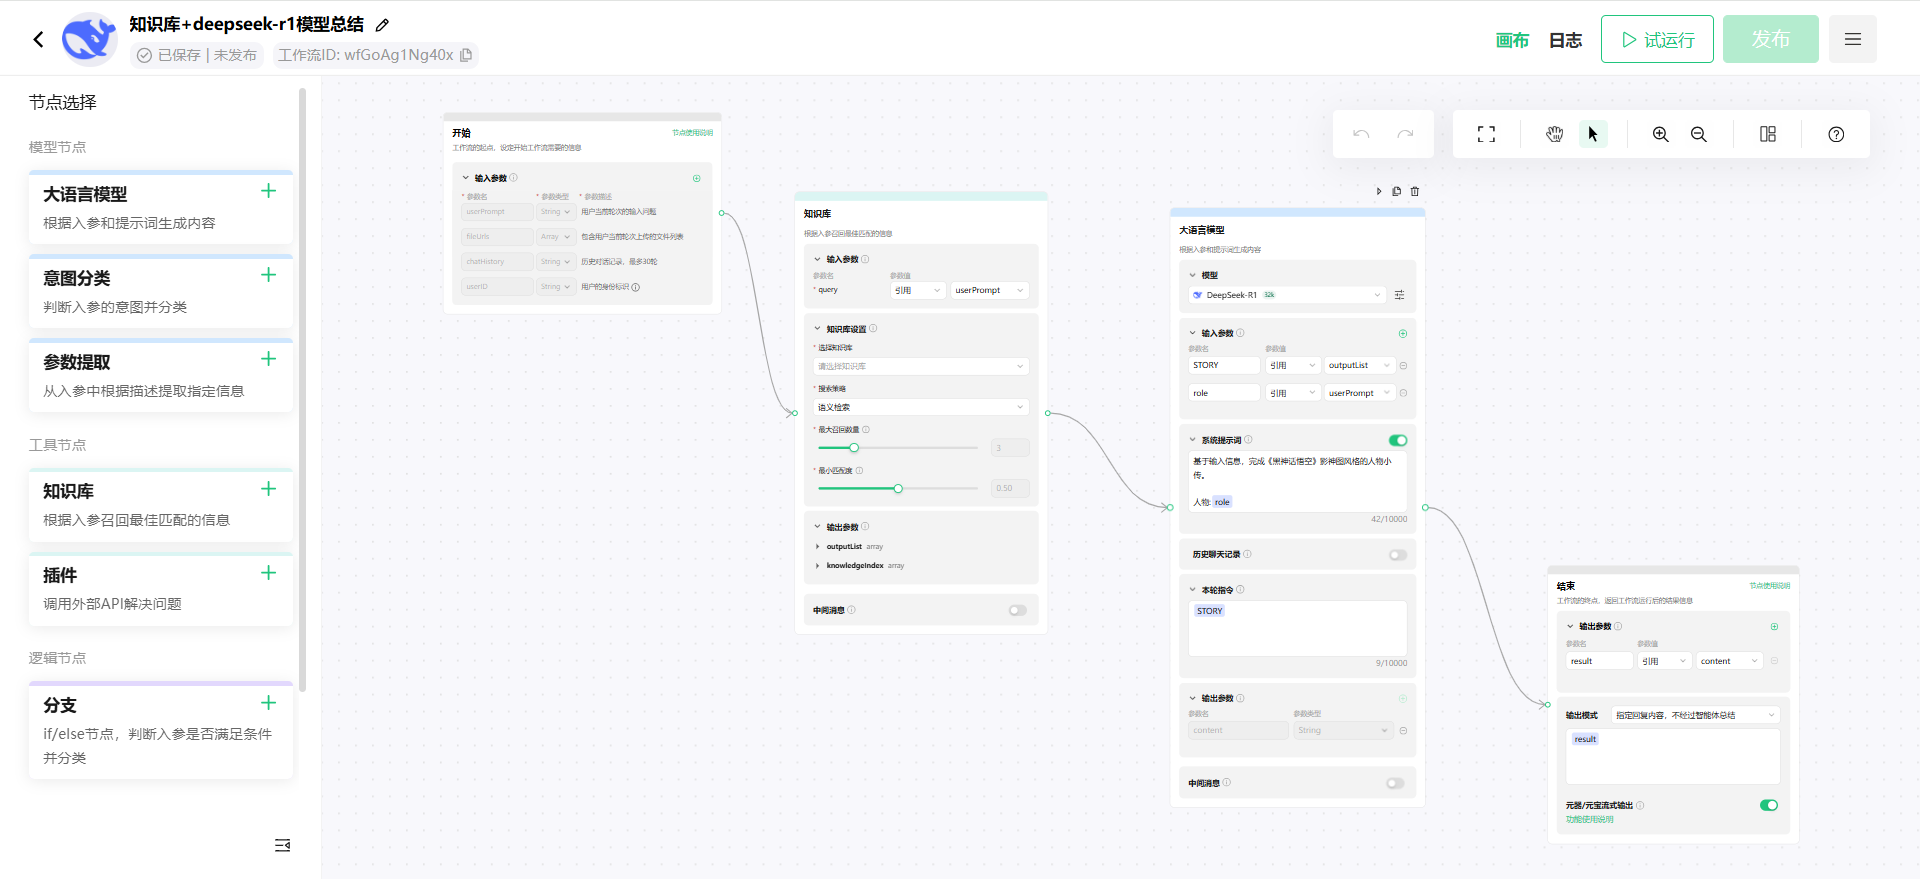 知识库+deepseek-r1模型总结
已保存 | 未发布
工作流ID: wfGoAg1Ng40x
画布
日志
试运行
发布
节点选择
模型节点
大语言模型
根据入参和提示词生成内容
意图分类
判断入参的意图并分类
参数提取
从入参中根据描述提取指定信息
工具节点
知识库
根据入参召回最佳匹配的信息
插件
调用外部API解决问题
逻辑节点
分支
if/else节点，判断入参是否满足条件
并分类
开始
节点使用说明
工作流的起点，设定开始工作流需要的信息
输入参数
* 参数名 * 参数类型 * 参数描述
userPrompt String 用户当前轮次的输入问题
fileUrls Array 包含用户当前轮次上传的文件列表
chatHistory String 历史对话记录，最多30轮
userID String 用户的身份标识
知识库
根据入参召回最佳匹配的信息
输入参数
参数名 参数值
* query 引用 userPrompt
知识库设置
* 选择知识库
请选择知识库
* 搜索策略
语义检索
* 最大召回数量
3
* 最小匹配度
0.50
输出参数
outputList array
knowledgeIndex array
中间消息
大语言模型
根据入参和提示词生成内容
模型
DeepSeek-R1 32k
输入参数
参数名 参数值
STORY 引用 outputList
role 引用 userPrompt
系统提示词
基于输入信息，完成《黑神话悟空》影神图风格的人物小
传。
人物: role
42/10000
历史聊天记录
本轮指令
STORY
9/10000
输出参数
参数名 参数类型
content String
中间消息
结束
节点使用说明
工作流的终点，返回工作流运行后的结果信息
输出参数
参数名 参数值
result 引用 content
输出模式 指定回复内容，不经过智能体总结
result
元器/元宝流式输出
功能使用说明